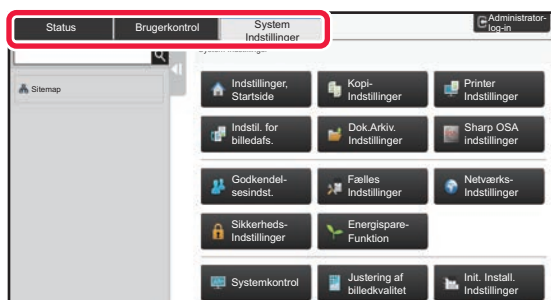 Status
Brugerkontrol
System
Indstillinger
Administrator-
log-in
System Indstillinger
Sitemap
Indstillinger,
Startside
Kopi-
Indstillinger
Printer
Indstillinger
Indstil. for
billedafs.
Dok.Arkiv.
Indstillinger
Sharp OSA
indstillinger
Godkendel-
sesindst.
Fælles
Indstillinger
Netværks-
Indstillinger
Sikkerheds-
Indstillinger
Energispare-
Funktion
Systemkontrol
Justering af
billedkvalitet
Init. Install.
Indstillinger